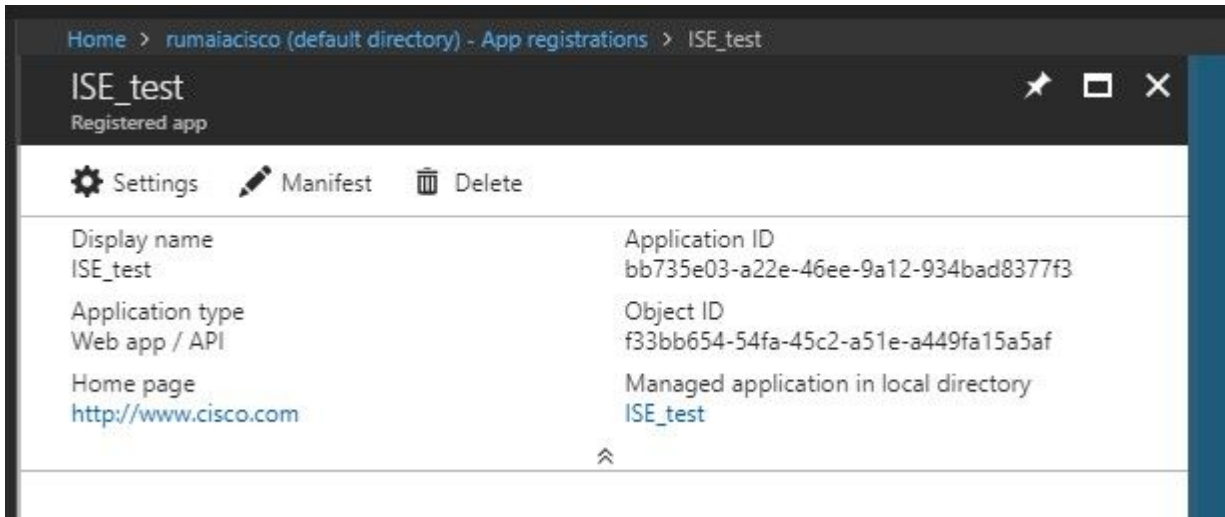 Home > rumaiacisco (default directory) - App registrations > ISE_test
ISE_test
Registered app
Settings Manifest Delete
Display name
ISE_test
Application ID
bb735e03-a22e-46ee-9a12-934bad8377f3
Application type
Web app / API
Object ID
f33bb654-54fa-45c2-a51e-a449fa15a5af
Home page
http://www.cisco.com
Managed application in local directory
ISE_test